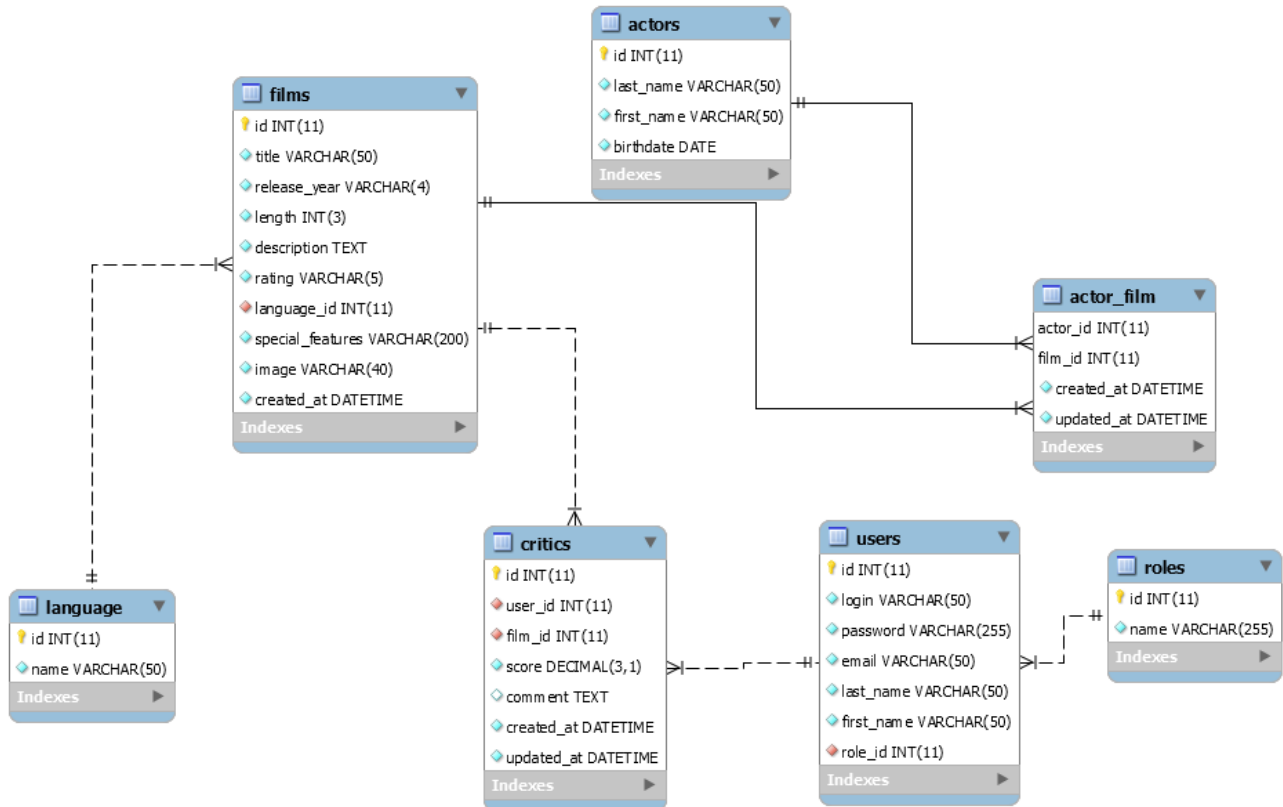 actors
id INT(11)
last_name VARCHAR(50)
first_name VARCHAR(50)
birthdate DATE
Indexes
films
id INT(11)
title VARCHAR(50)
release_year VARCHAR(4)
length INT(3)
description TEXT
rating VARCHAR(5)
language_id INT(11)
special_features VARCHAR(200)
image VARCHAR(40)
created_at DATETIME
Indexes
actor_film
actor_id INT(11)
film_id INT(11)
created_at DATETIME
updated_at DATETIME
Indexes
language
id INT(11)
name VARCHAR(50)
Indexes
critics
id INT(11)
user_id INT(11)
film_id INT(11)
score DECIMAL(3,1)
comment TEXT
created_at DATETIME
updated_at DATETIME
Indexes
users
id INT(11)
login VARCHAR(50)
password VARCHAR(255)
email VARCHAR(50)
last_name VARCHAR(50)
first_name VARCHAR(50)
role_id INT(11)
Indexes
roles
id INT(11)
name VARCHAR(255)
Indexes